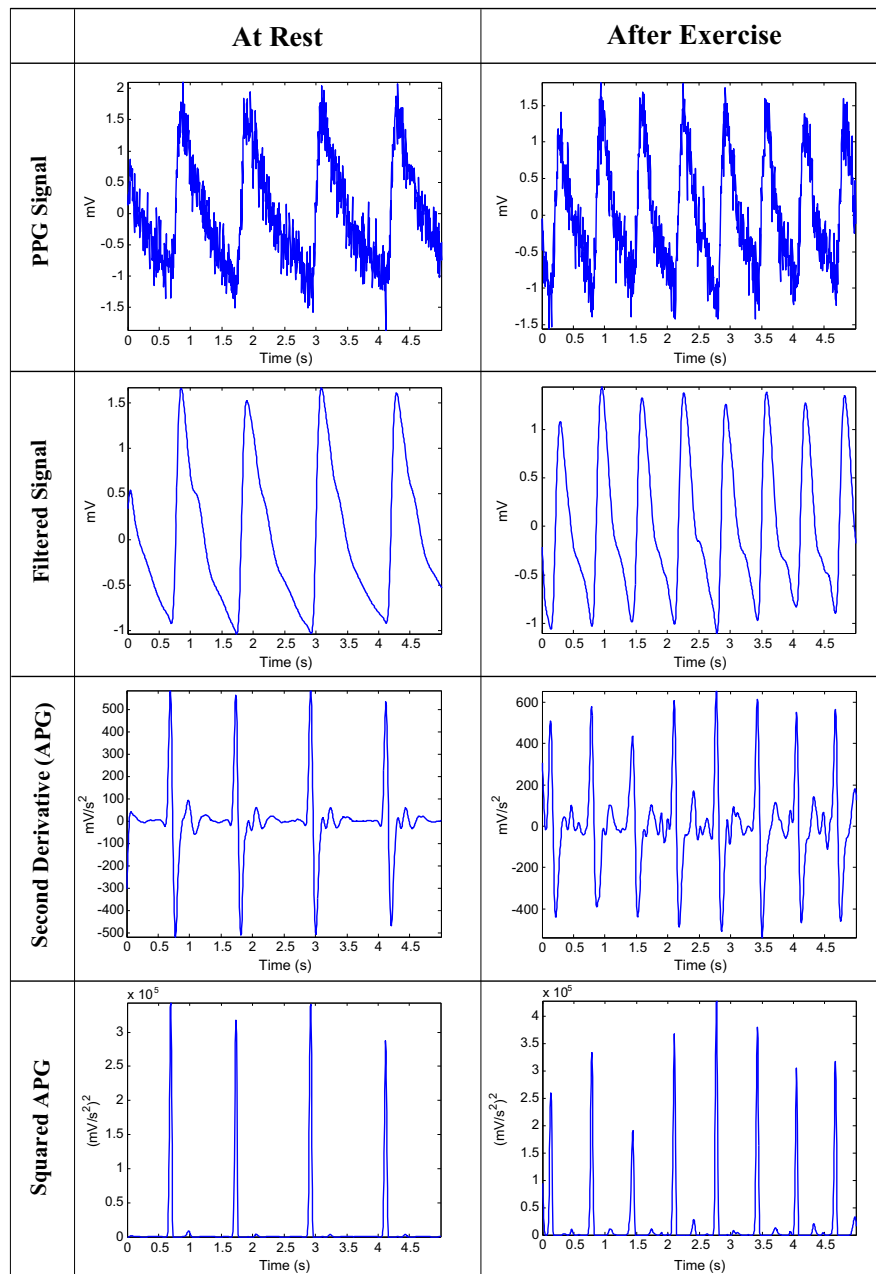 At Rest
After Exercise
PPG Signal
mV
2
1.5
1
0.5
0
-0.5
-1
-1.5
0 0.5 1 1.5 2 2.5 3 3.5 4 4.5
Time (s)
mV
1.5
1
0.5
0
-0.5
-1
-1.5
0 0.5 1 1.5 2 2.5 3 3.5 4 4.5
Time (s)
Filtered Signal
mV
1.5
1
0.5
0
-0.5
-1
0 0.5 1 1.5 2 2.5 3 3.5 4 4.5
Time (s)
mV
1
0.5
0
-0.5
-1
0 0.5 1 1.5 2 2.5 3 3.5 4 4.5
Time (s)
Second Derivative (APG)
mV/s²
500
400
300
200
100
0
-100
-200
-300
-400
-500
0 0.5 1 1.5 2 2.5 3 3.5 4 4.5
Time (s)
mV/s²
600
400
200
0
-200
-400
0 0.5 1 1.5 2 2.5 3 3.5 4 4.5
Time (s)
Squared APG
x 10⁵
(mV/s²)²
3
2.5
2
1.5
1
0.5
0
0 0.5 1 1.5 2 2.5 3 3.5 4 4.5
Time (s)
x 10⁵
(mV/s²)²
4
3.5
3
2.5
2
1.5
1
0.5
0
0 0.5 1 1.5 2 2.5 3 3.5 4 4.5
Time (s)